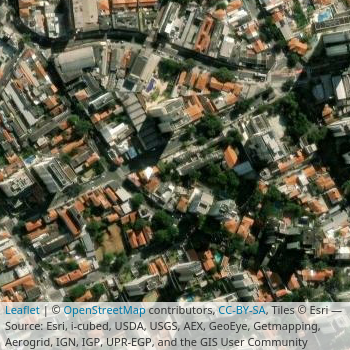 Leaflet | © OpenStreetMap contributors, CC-BY-SA, Tiles © Esri —
Source: Esri, i-cubed, USDA, USGS, AEX, GeoEye, Getmapping,
Aerogrid, IGN, IGP, UPR-EGP, and the GIS User Community